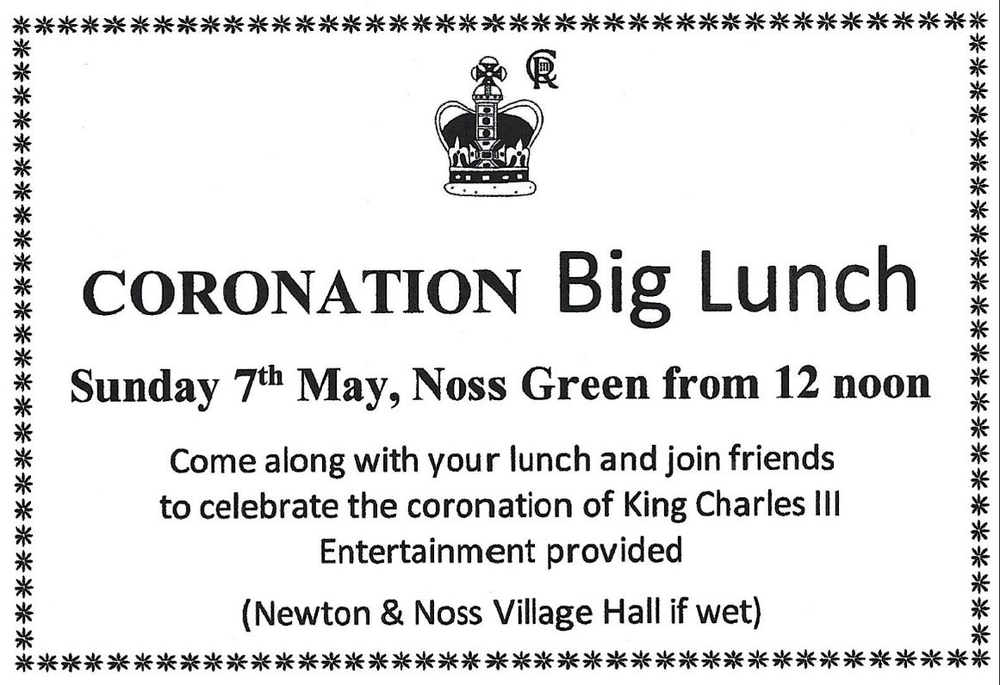 CRIII
CORONATION Big Lunch
Sunday 7th May, Noss Green from 12 noon
Come along with your lunch and join friends
to celebrate the coronation of King Charles III
Entertainment provided
(Newton & Noss Village Hall if wet)